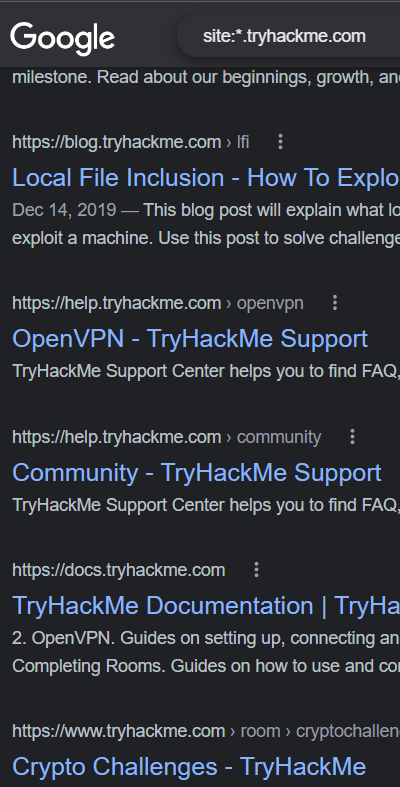 Google
site:*.tryhackme.com
milestone. Read about our beginnings, growth, an
https://blog.tryhackme.com › lfi
Local File Inclusion - How To Explo
Dec 14, 2019 — This blog post will explain what lo
exploit a machine. Use this post to solve challenge
https://help.tryhackme.com › openvpn
OpenVPN - TryHackMe Support
TryHackMe Support Center helps you to find FAQ,
https://help.tryhackme.com › community
Community - TryHackMe Support
TryHackMe Support Center helps you to find FAQ,
https://docs.tryhackme.com
TryHackMe Documentation | TryHa
2. OpenVPN. Guides on setting up, connecting an
Completing Rooms. Guides on how to use and co
https://www.tryhackme.com › room › cryptochallen
Crypto Challenges - TryHackMe